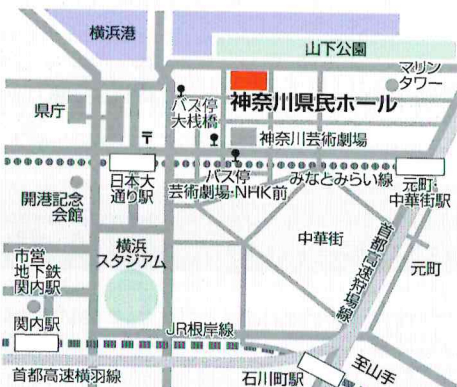 横浜港
山下公園
マリン
タワー
バス停
大桟橋
神奈川県民ホール
県庁
〒
神奈川芸術劇場
日本大
通り駅
バス停
芸術劇場・NHK前
みなとみらい線
元町・
中華街駅
開港記念
会館
中華街
首都高速狩場線
横浜
スタジアム
元町
市営
地下鉄
関内駅
関内駅
JR根岸線
首都高速横羽線
石川町駅
至山手